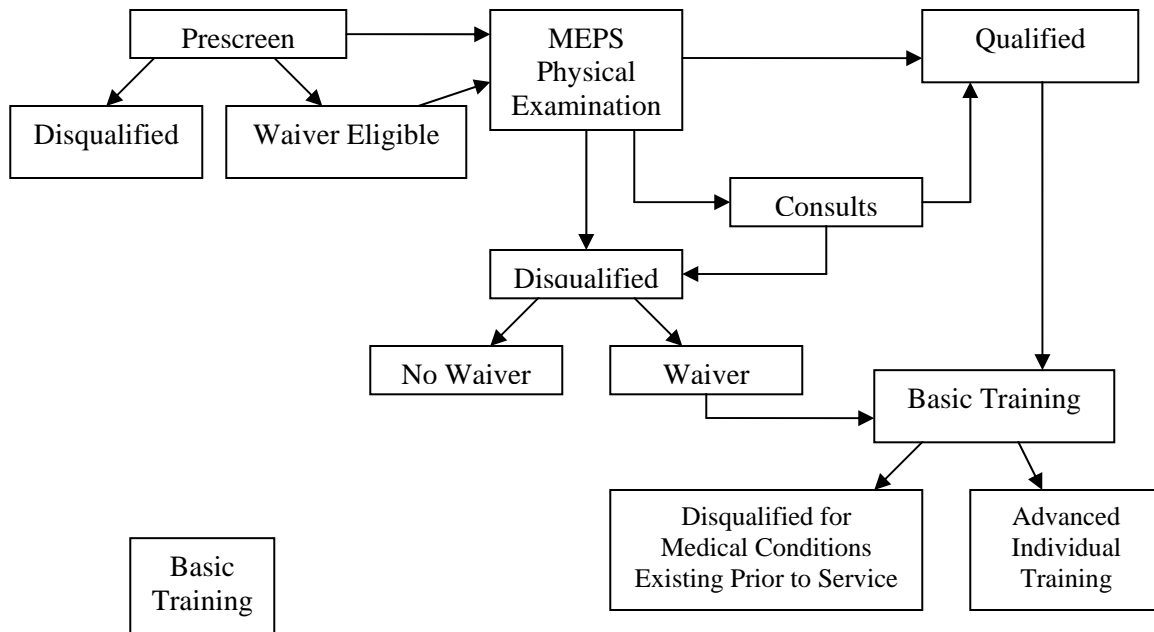 Prescreen
MEPS
Physical
Examination
Qualified
Disqualified
Waiver Eligible
Consults
Disqualified
No Waiver
Waiver
Basic Training
Disqualified for
Medical Conditions
Existing Prior to Service
Advanced
Individual
Training
Basic
Training